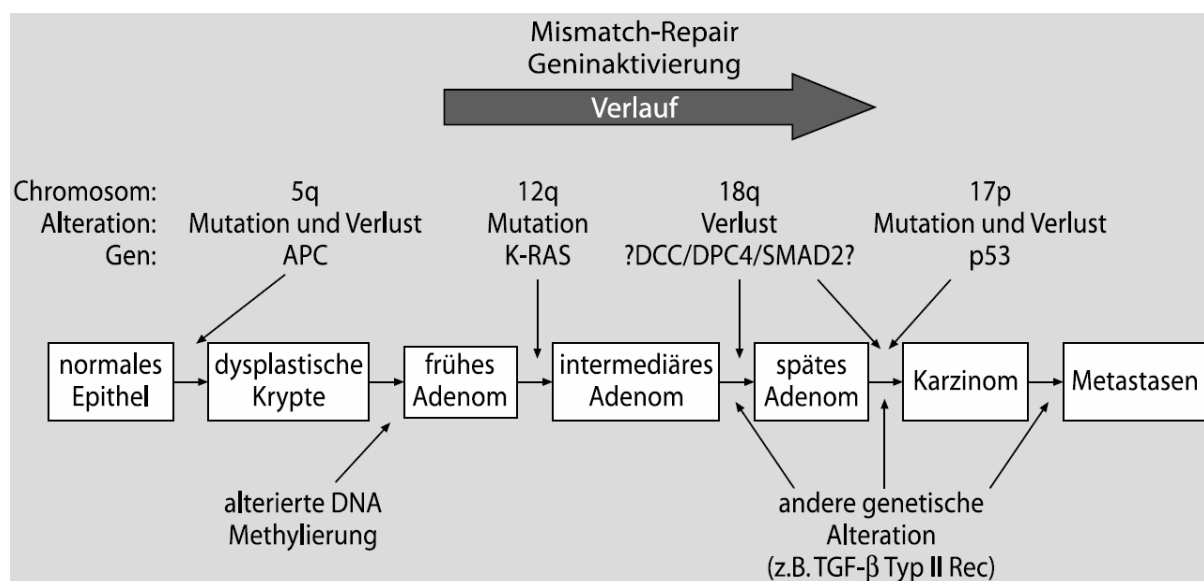 Mismatch-Repair
Geninaktivierung
Verlauf
Chromosom: 5q 12q 18q 17p
Alteration: Mutation und Verlust Mutation Verlust Mutation und Verlust
Gen: APC K-RAS ?DCC/DPC4/SMAD2? p53
normales
Epithel
dysplastische
Krypte
frühes
Adenom
intermediäres
Adenom
spätes
Adenom
Karzinom
Metastasen
alterierte DNA
Methylierung
andere genetische
Alteration
(z.B. TGF-β Typ II Rec)